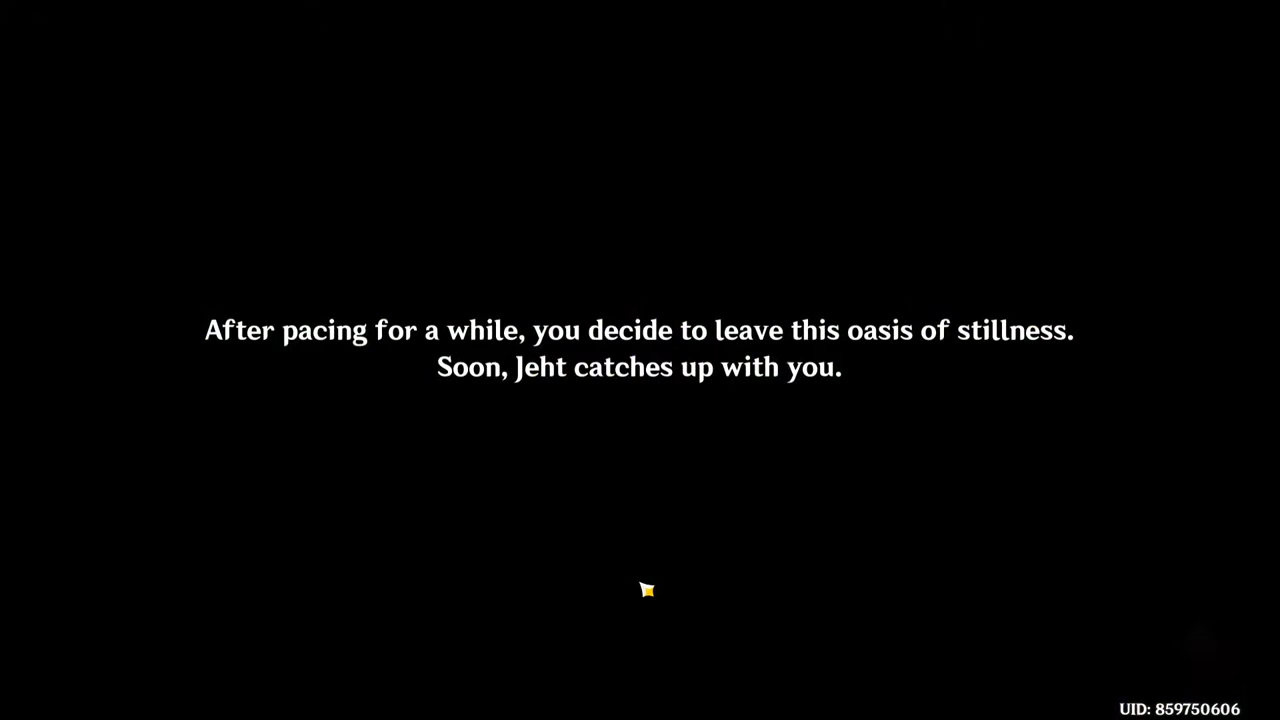 After pacing for a while, you decide to leave this oasis of stillness.
Soon, Jeht catches up with you.
UID: 859750606